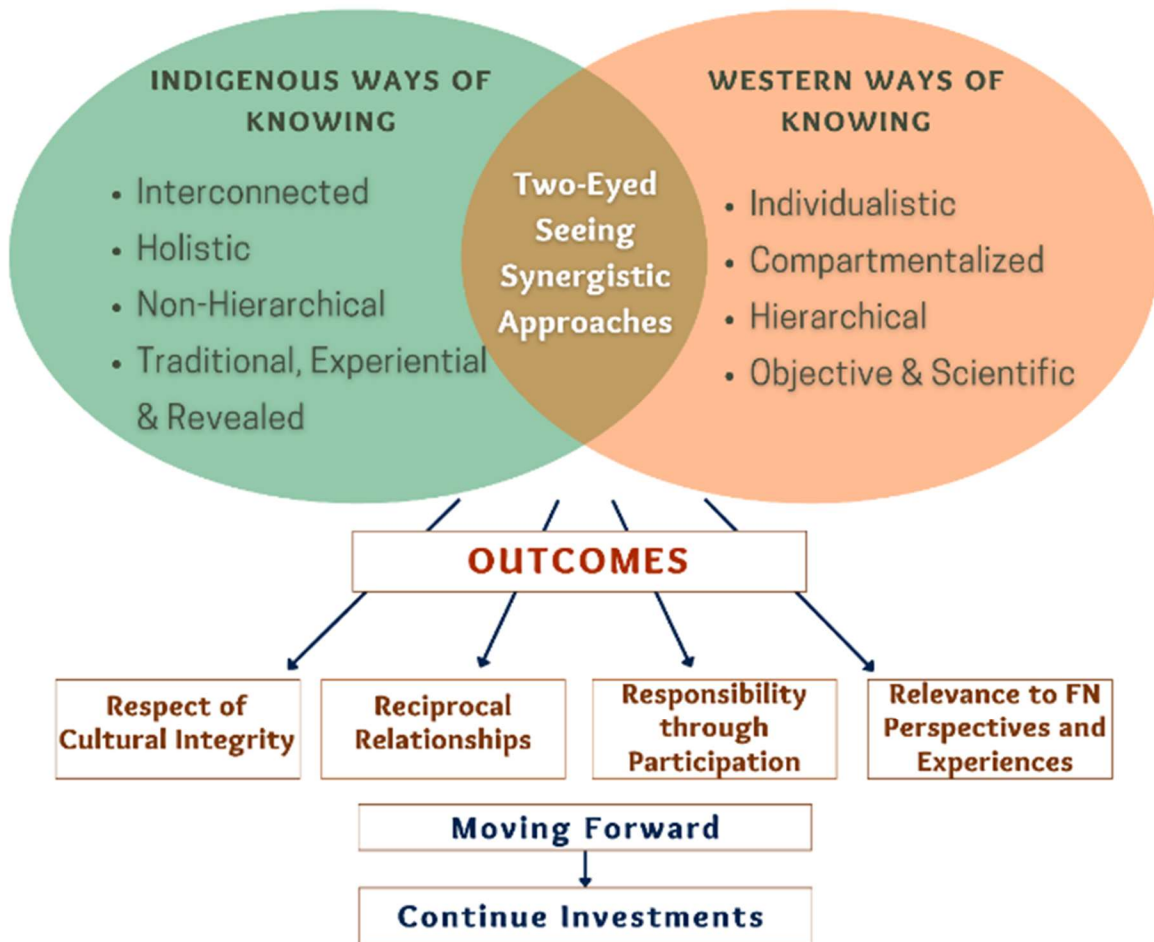 INDIGENOUS WAYS OF
KNOWING
• Interconnected
• Holistic
• Non-Hierarchical
• Traditional, Experiential
& Revealed
Two-Eyed
Seeing
Synergistic
Approaches
WESTERN WAYS OF
KNOWING
• Individualistic
• Compartmentalized
• Hierarchical
• Objective & Scientific
OUTCOMES
Respect of
Cultural Integrity
Reciprocal
Relationships
Responsibility
through
Participation
Relevance to FN
Perspectives and
Experiences
Moving Forward
Continue Investments